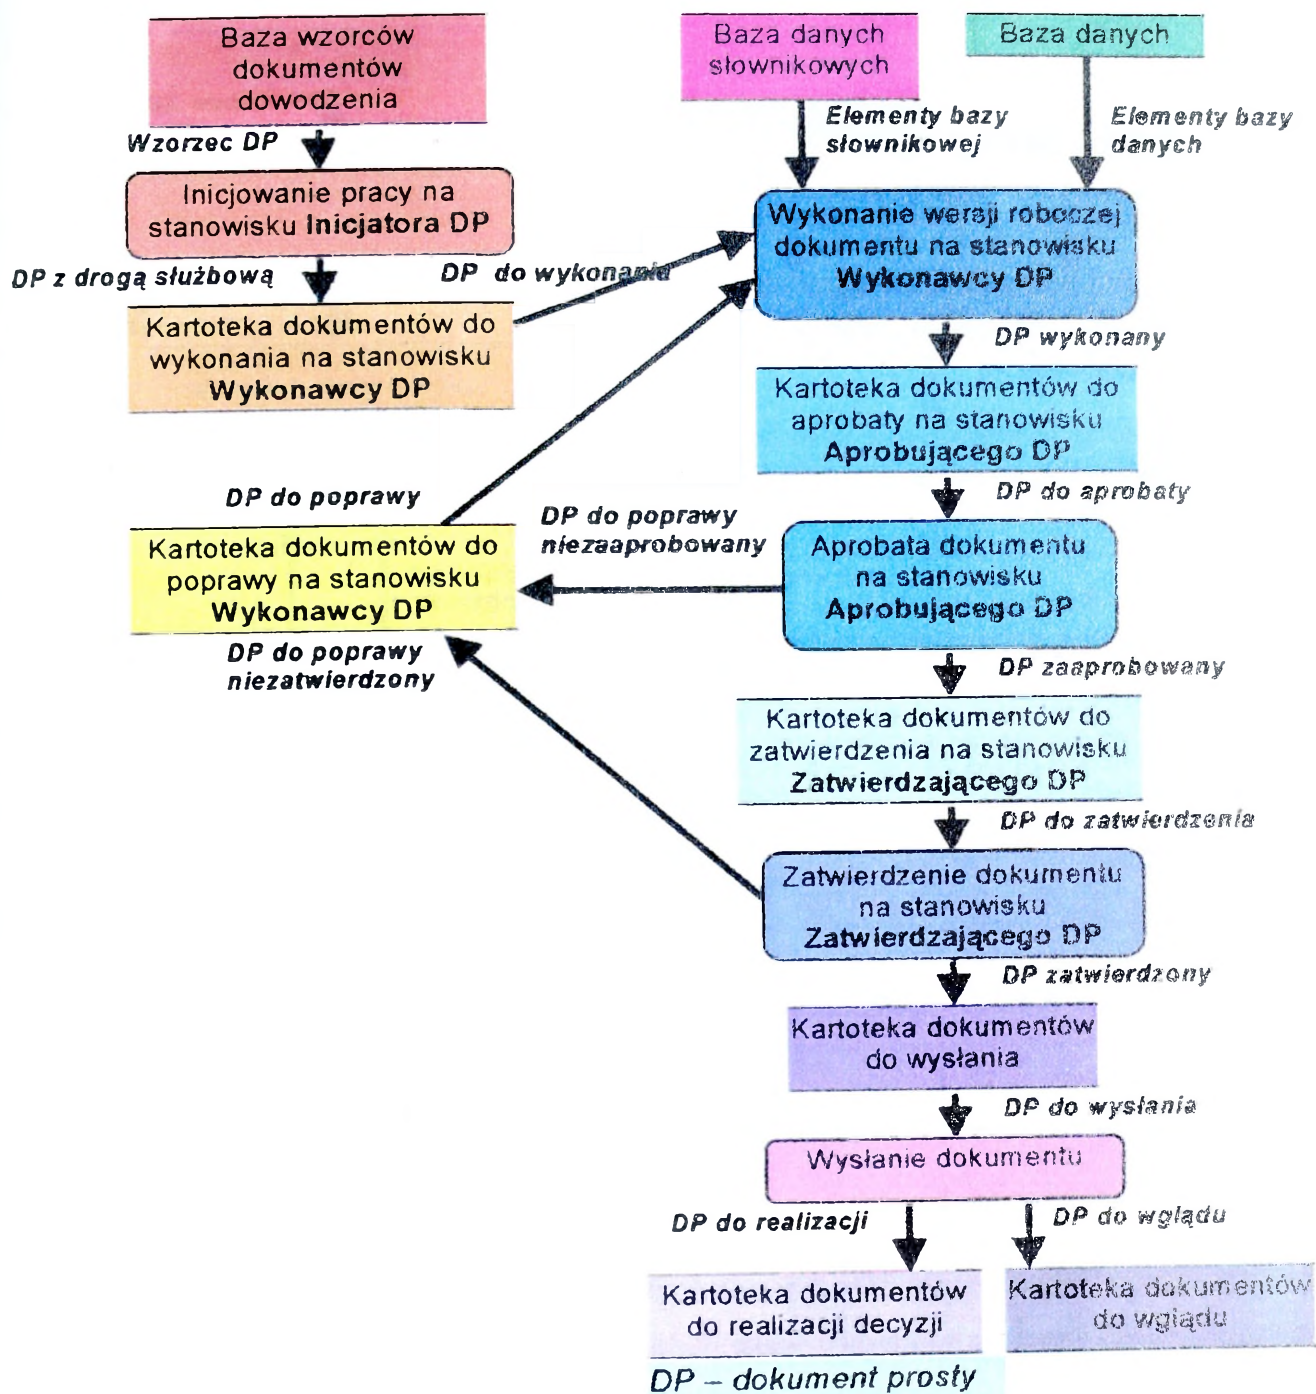 Baza wzorców
dokumentów
dowodzenia
Baza danych
słownikowych
Baza danych
Wzorzec DP
Elementy bazy
słownikowej
Elementy bazy
danych
Inicjowanie pracy na
stanowisku Inicjatora DP
Wykonanie wersji roboczej
dokumentu na stanowisku
Wykonawcy DP
DP z drogą służbową
DP do wykonania
Kartoteka dokumentów do
wykonania na stanowisku
Wykonawcy DP
DP wykonany
Kartoteka dokumentów do
aprobaty na stanowisku
Aprobującego DP
DP do aprobaty
DP do poprawy
DP do poprawy
niezaaprobowany
Kartoteka dokumentów do
poprawy na stanowisku
Wykonawcy DP
Aprobata dokumentu
na stanowisku
Aprobującego DP
DP do poprawy
niezatwierdzony
DP zaaprobowany
Kartoteka dokumentów do
zatwierdzenia na stanowisku
Zatwierdzającego DP
DP do zatwierdzenia
Zatwierdzenie dokumentu
na stanowisku
Zatwierdzającego DP
DP zatwierdzony
Kartoteka dokumentów
do wysłania
DP do wysłania
Wysłanie dokumentu
DP do realizacji
DP do wglądu
Kartoteka dokumentów
do realizacji decyzji
Kartoteka dokumentów
do wglądu
DP – dokument prosty